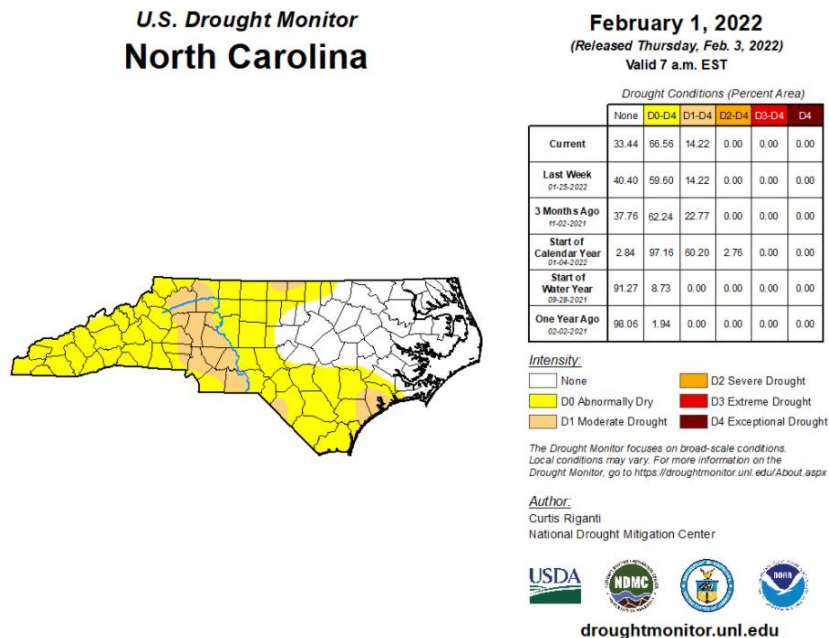 U.S. Drought Monitor
North Carolina
February 1, 2022
(Released Thursday, Feb. 3, 2022)
Valid 7 a.m. EST
Drought Conditions (Percent Area)
None D0-D4 D1-D4 D2-D4 D3-D4 D4
Current 33.44 66.56 14.22 0.00 0.00 0.00
Last Week
01-25-2022 40.40 59.60 14.22 0.00 0.00 0.00
3 Months Ago
11-02-2021 37.76 62.24 22.77 0.00 0.00 0.00
Start of
Calendar Year
01-04-2022 2.84 97.16 60.20 2.76 0.00 0.00
Start of
Water Year
09-28-2021 91.27 8.73 0.00 0.00 0.00 0.00
One Year Ago
02-02-2021 98.06 1.94 0.00 0.00 0.00 0.00
Intensity:
None
D0 Abnormally Dry
D1 Moderate Drought
D2 Severe Drought
D3 Extreme Drought
D4 Exceptional Drought
The Drought Monitor focuses on broad-scale conditions.
Local conditions may vary. For more information on the
Drought Monitor, go to https://droughtmonitor.unl.edu/About.aspx
Author:
Curtis Riganti
National Drought Mitigation Center
USDA
NDMC
NOAA
droughtmonitor.unl.edu